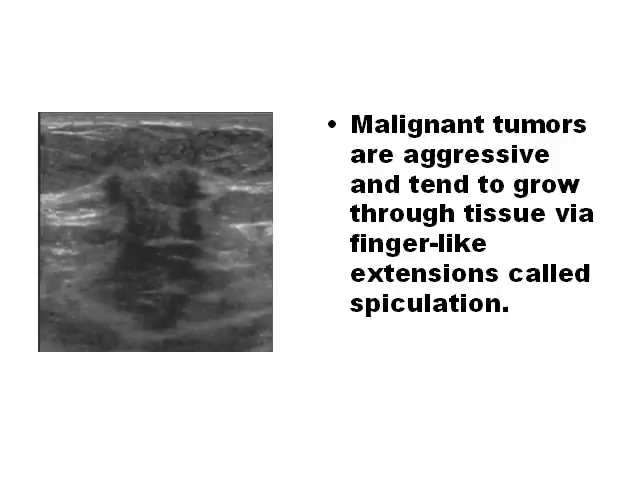 • Malignant tumors
are aggressive
and tend to grow
through tissue via
finger-like
extensions called
spiculation.